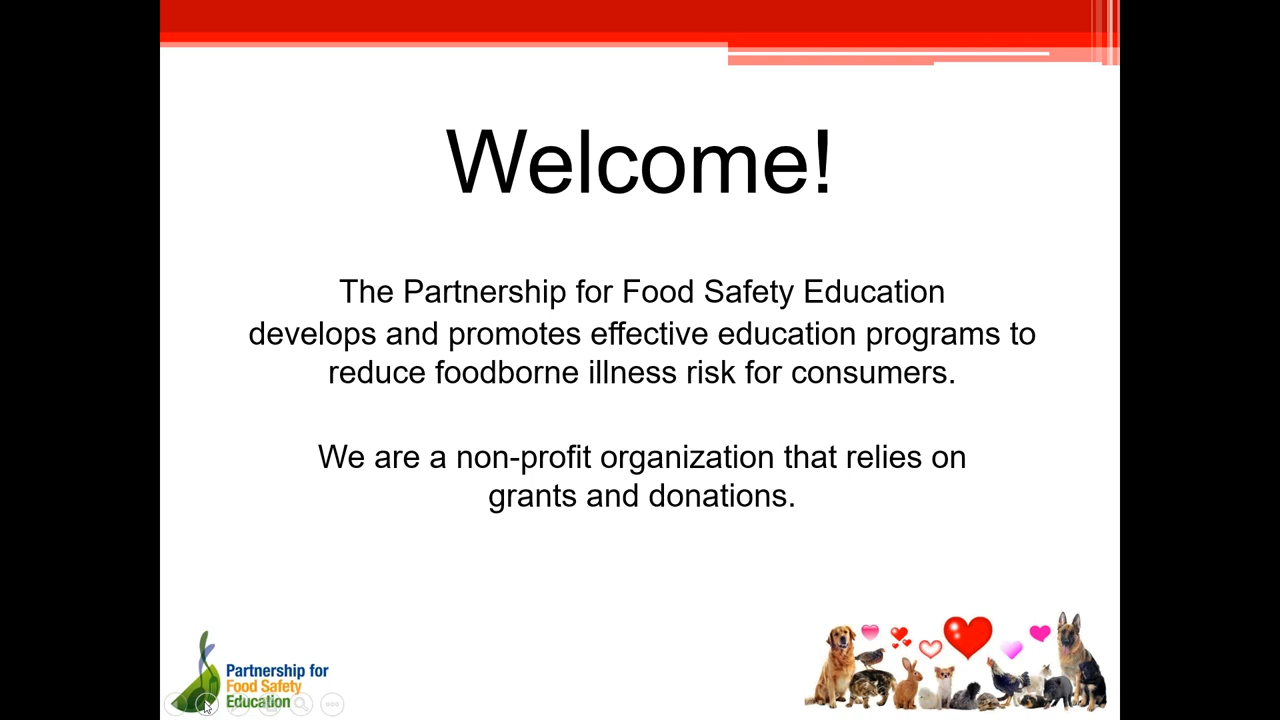 Welcome!
The Partnership for Food Safety Education
develops and promotes effective education programs to
reduce foodborne illness risk for consumers.
We are a non-profit organization that relies on
grants and donations.
Partnership for
Food Safety
Education